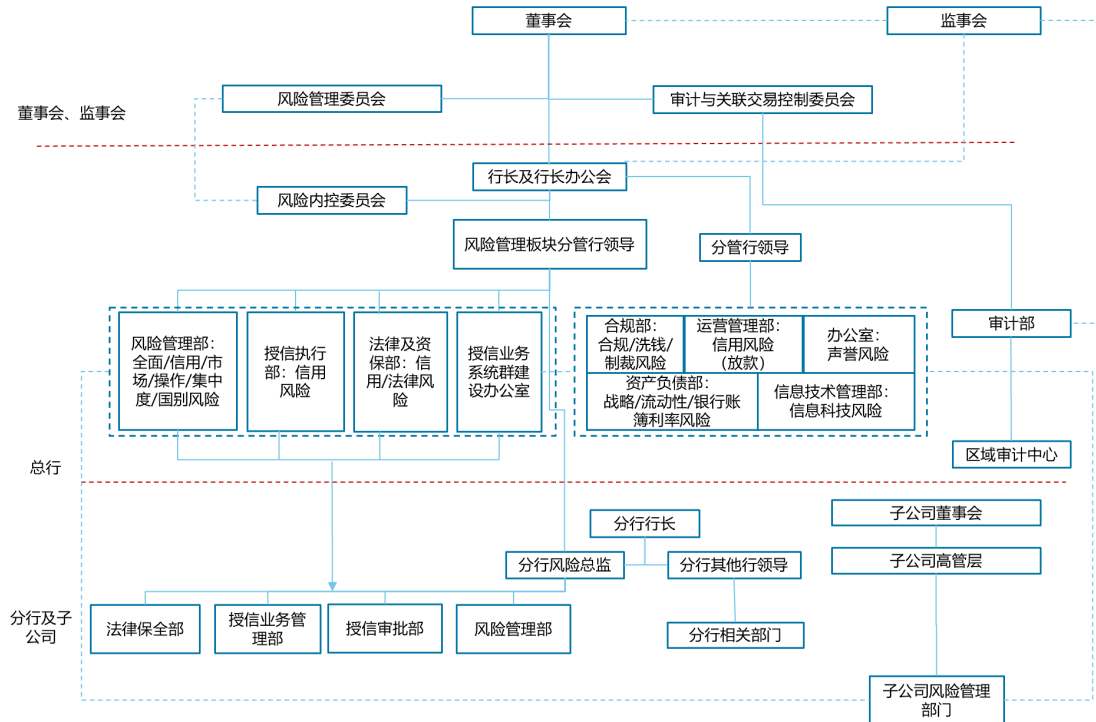 董事会
监事会
风险管理委员会
审计与关联交易控制委员会
董事会、监事会
行长及行长办公会
风险内控委员会
风险管理板块分管行领导
分管行领导
风险管理部：
全面/信用/市
场/操作/集中
度/国别风险
授信执行
部：信用
风险
法律及资
保部：信
用/法律风
险
授信业务
系统群建
设办公室
合规部：
合规/洗钱/
制裁风险
运营管理部：
信用风险
（放款）
办公室：
声誉风险
资产负债部：
战略/流动性/银行账
簿利率风险
信息技术管理部：
信息科技风险
审计部
区域审计中心
总行
分行行长
子公司董事会
分行风险总监
分行其他行领导
子公司高管层
分行及子
公司
法律保全部
授信业务管
理部
授信审批部
风险管理部
分行相关部门
子公司风险管理
部门